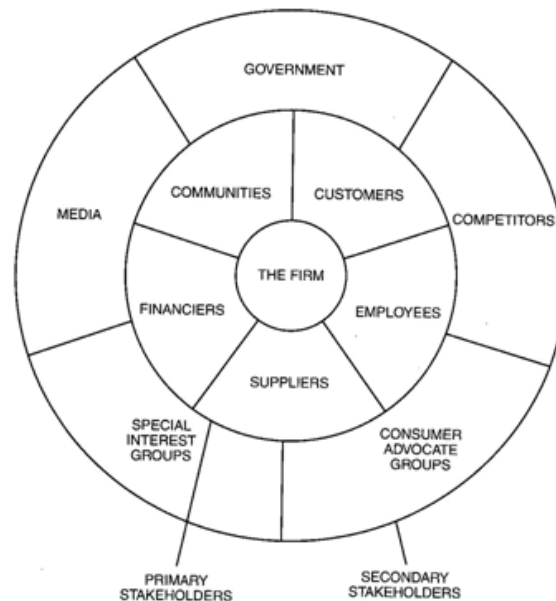 GOVERNMENT
COMMUNITIES
CUSTOMERS
MEDIA
COMPETITORS
THE FIRM
FINANCIERS
EMPLOYEES
SUPPLIERS
SPECIAL
INTEREST
GROUPS
CONSUMER
ADVOCATE
GROUPS
PRIMARY
STAKEHOLDERS
SECONDARY
STAKEHOLDERS